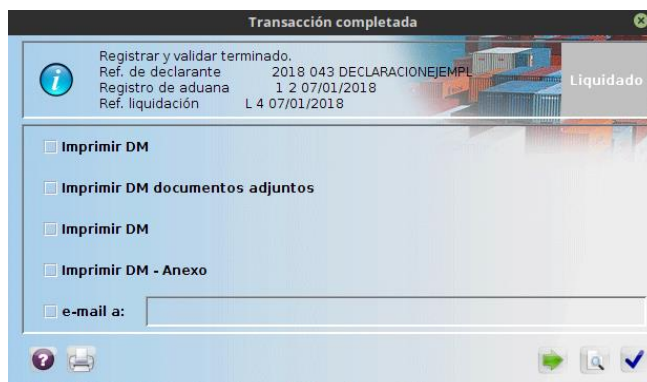 Transacción completada
Registrar y validar terminado.
Ref. de declarante 2018 043 DECLARACIONEJEMPL
Registro de aduana 1 2 07/01/2018
Ref. liquidación L 4 07/01/2018
Liquidado
Imprimir DM
Imprimir DM documentos adjuntos
Imprimir DM
Imprimir DM - Anexo
e-mail a: